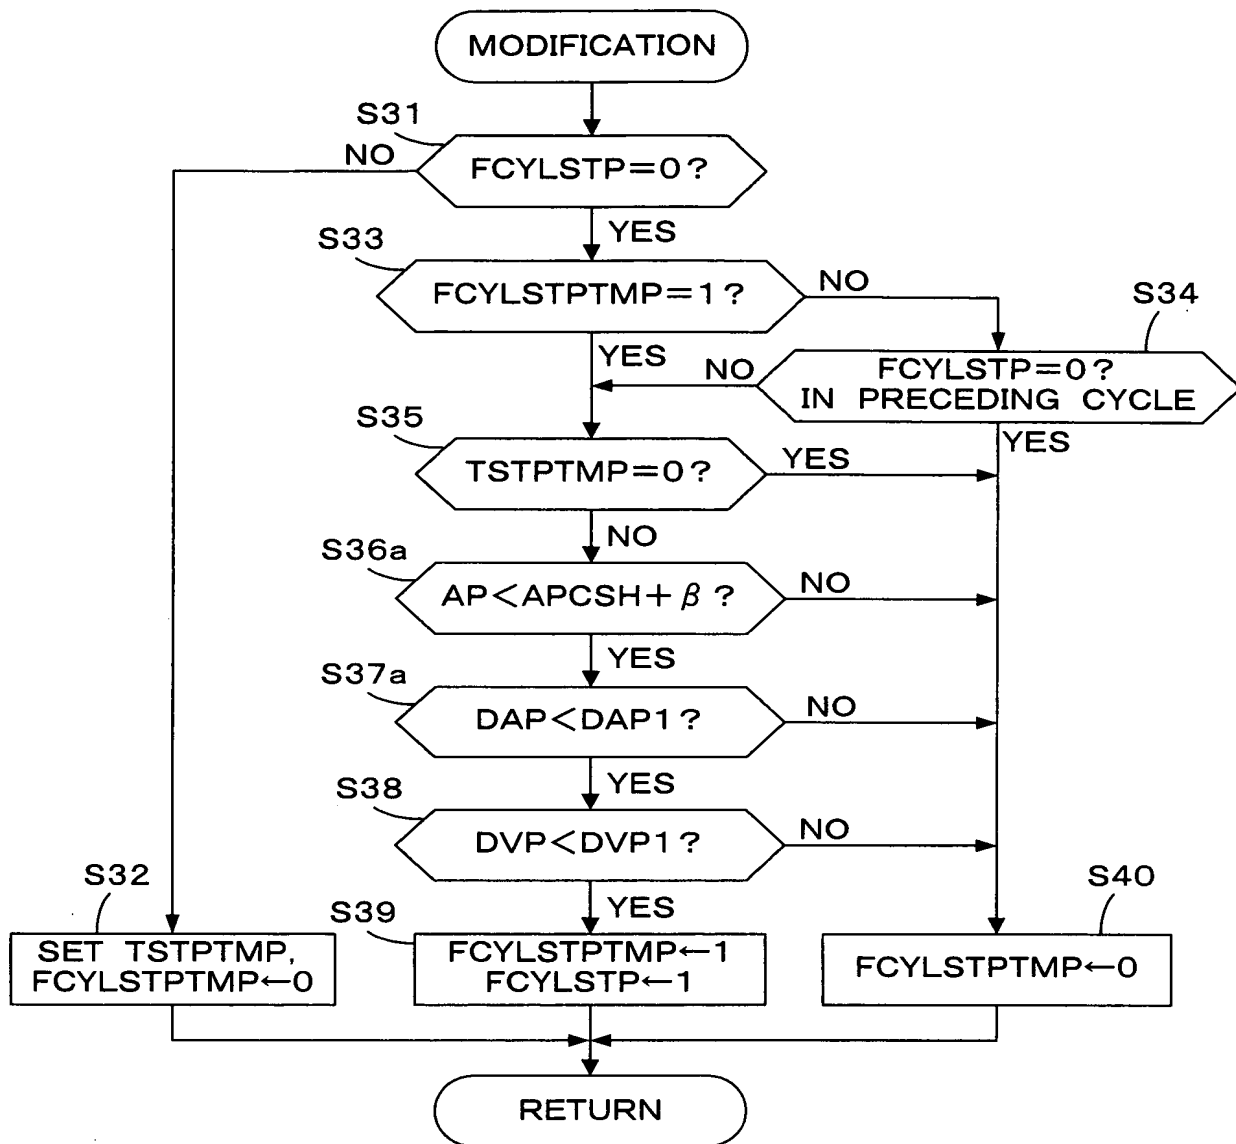 MODIFICATION
S31
NO
FCYLSTP=0?
YES
S33
FCYLSTPTMP=1?
NO
S34
YES
NO
FCYLSTP=0?
IN PRECEDING CYCLE
S35
YES
TSTPTMP=0?
YES
NO
S36a
AP<APCSH+β?
NO
YES
S37a
DAP<DAP1?
NO
YES
S38
DVP<DVP1?
NO
YES
S32
S39
S40
SET TSTPTMP,
FCYLSTPTMP←0
FCYLSTPTMP←1
FCYLSTP←1
FCYLSTPTMP←0
RETURN